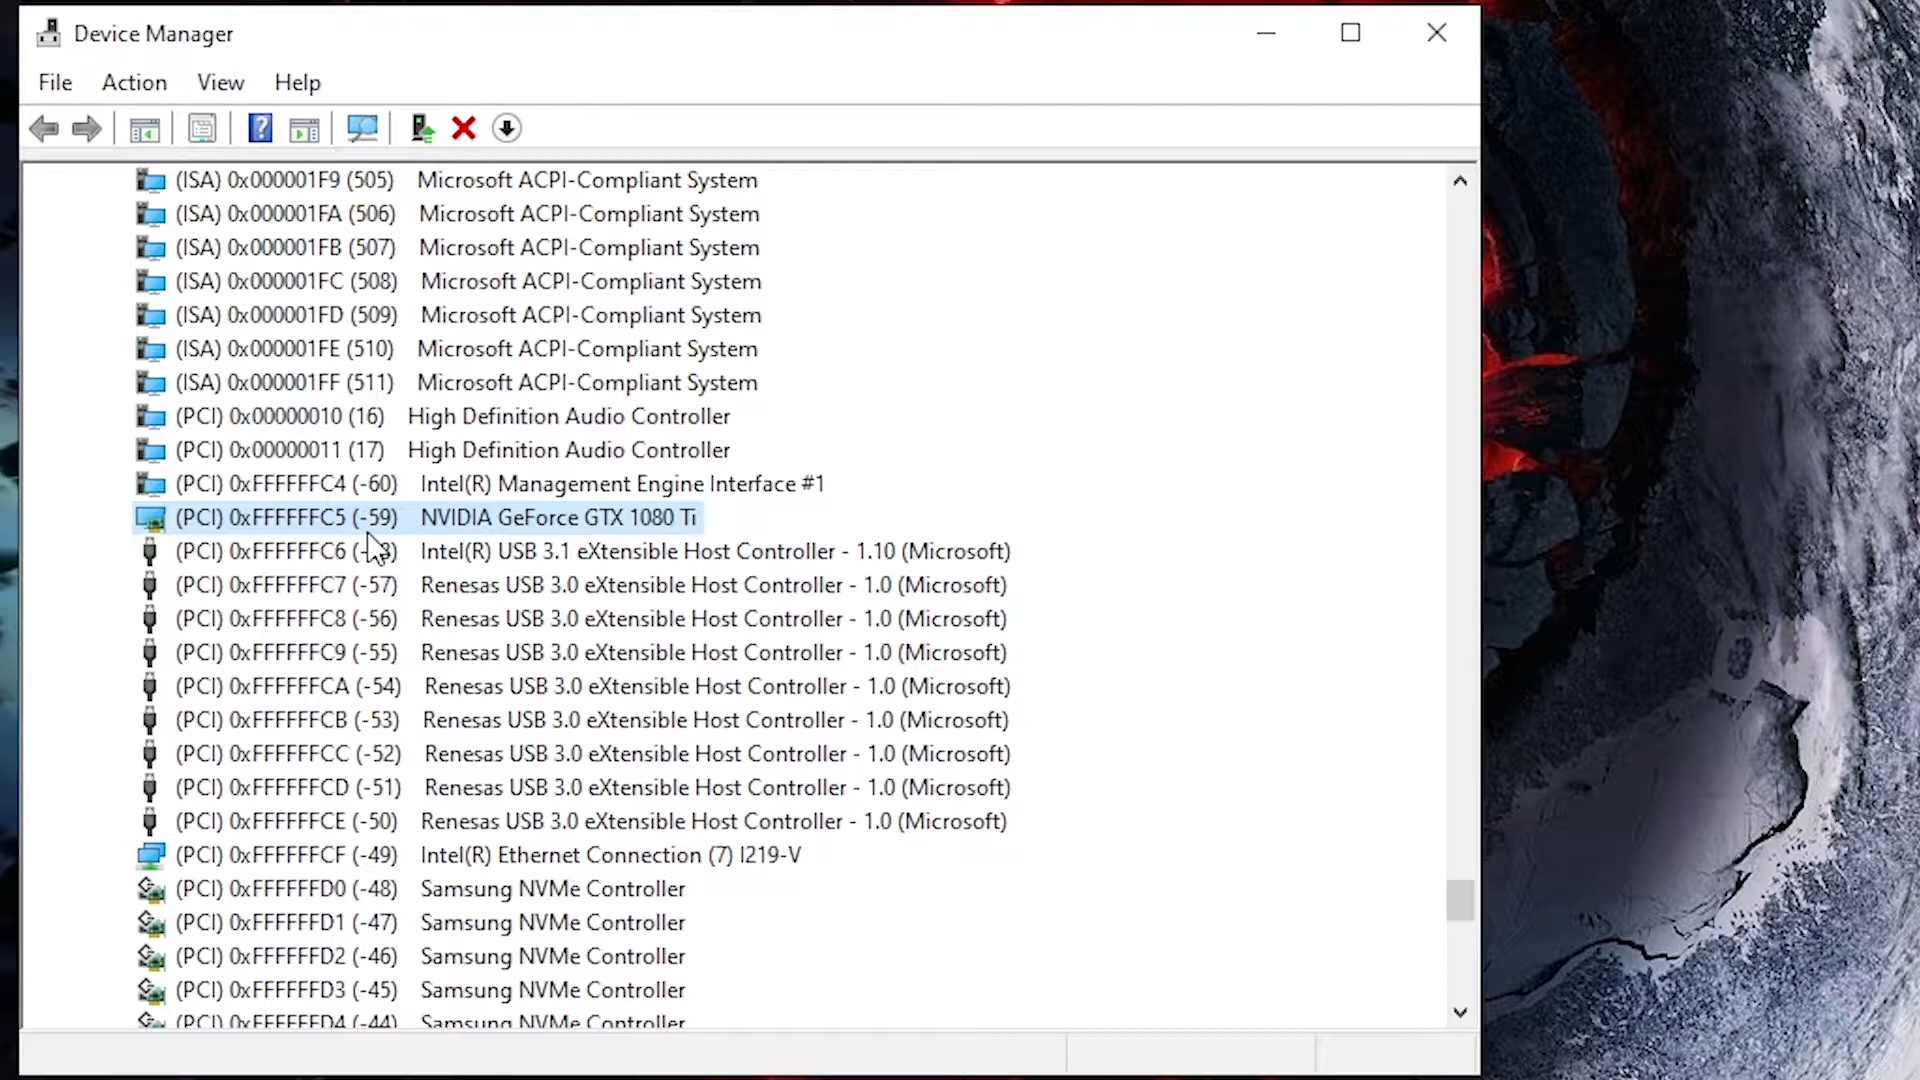 Device Manager
File Action View Help
(ISA) 0x000001F9 (505) Microsoft ACPI-Compliant System
(ISA) 0x000001FA (506) Microsoft ACPI-Compliant System
(ISA) 0x000001FB (507) Microsoft ACPI-Compliant System
(ISA) 0x000001FC (508) Microsoft ACPI-Compliant System
(ISA) 0x000001FD (509) Microsoft ACPI-Compliant System
(ISA) 0x000001FE (510) Microsoft ACPI-Compliant System
(ISA) 0x000001FF (511) Microsoft ACPI-Compliant System
(PCI) 0x00000010 (16) High Definition Audio Controller
(PCI) 0x00000011 (17) High Definition Audio Controller
(PCI) 0xFFFFFFC4 (-60) Intel(R) Management Engine Interface #1
(PCI) 0xFFFFFFC5 (-59) NVIDIA GeForce GTX 1080 Ti
(PCI) 0xFFFFFFC6 Intel(R) USB 3.1 eXtensible Host Controller - 1.10 (Microsoft)
(PCI) 0xFFFFFFC7 (-57) Renesas USB 3.0 eXtensible Host Controller - 1.0 (Microsoft)
(PCI) 0xFFFFFFC8 (-56) Renesas USB 3.0 eXtensible Host Controller - 1.0 (Microsoft)
(PCI) 0xFFFFFFC9 (-55) Renesas USB 3.0 eXtensible Host Controller - 1.0 (Microsoft)
(PCI) 0xFFFFFFCA (-54) Renesas USB 3.0 eXtensible Host Controller - 1.0 (Microsoft)
(PCI) 0xFFFFFFCB (-53) Renesas USB 3.0 eXtensible Host Controller - 1.0 (Microsoft)
(PCI) 0xFFFFFFCC (-52) Renesas USB 3.0 eXtensible Host Controller - 1.0 (Microsoft)
(PCI) 0xFFFFFFCD (-51) Renesas USB 3.0 eXtensible Host Controller - 1.0 (Microsoft)
(PCI) 0xFFFFFFCE (-50) Renesas USB 3.0 eXtensible Host Controller - 1.0 (Microsoft)
(PCI) 0xFFFFFFCF (-49) Intel(R) Ethernet Connection (7) I219-V
(PCI) 0xFFFFFFD0 (-48) Samsung NVMe Controller
(PCI) 0xFFFFFFD1 (-47) Samsung NVMe Controller
(PCI) 0xFFFFFFD2 (-46) Samsung NVMe Controller
(PCI) 0xFFFFFFD3 (-45) Samsung NVMe Controller
(PCI) 0xFFFFFFD4 (-44) Samsung NVMe Controller